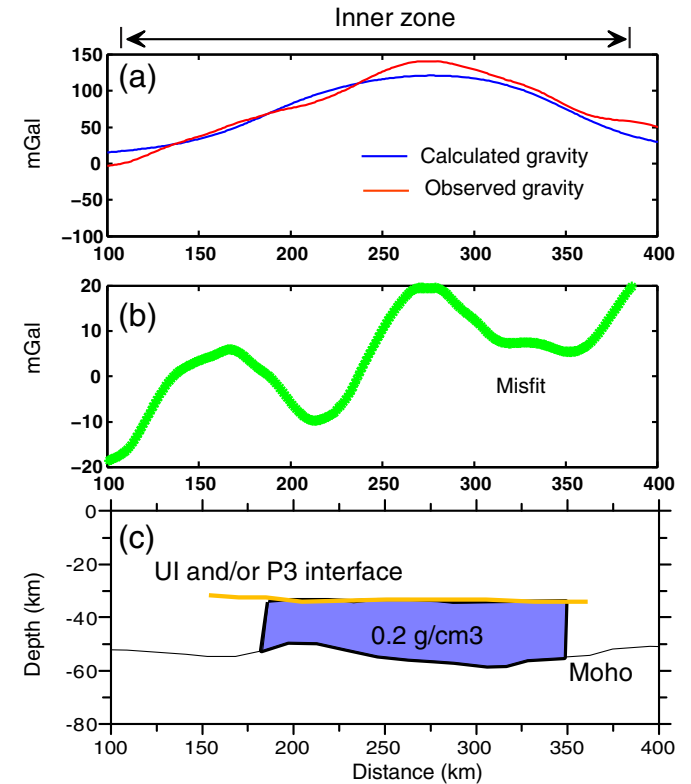 Inner zone
(a)
mGal
150
100
50
0
−50
−100
Calculated gravity
Observed gravity
100 150 200 250 300 350 400
(b)
mGal
20
10
0
−10
−20
Misfit
100 150 200 250 300 350 400
(c)
Depth (km)
0
-20
-40
-60
-80
UI and/or P3 interface
0.2 g/cm3
Moho
100 150 200 250 300 350 400
Distance (km)